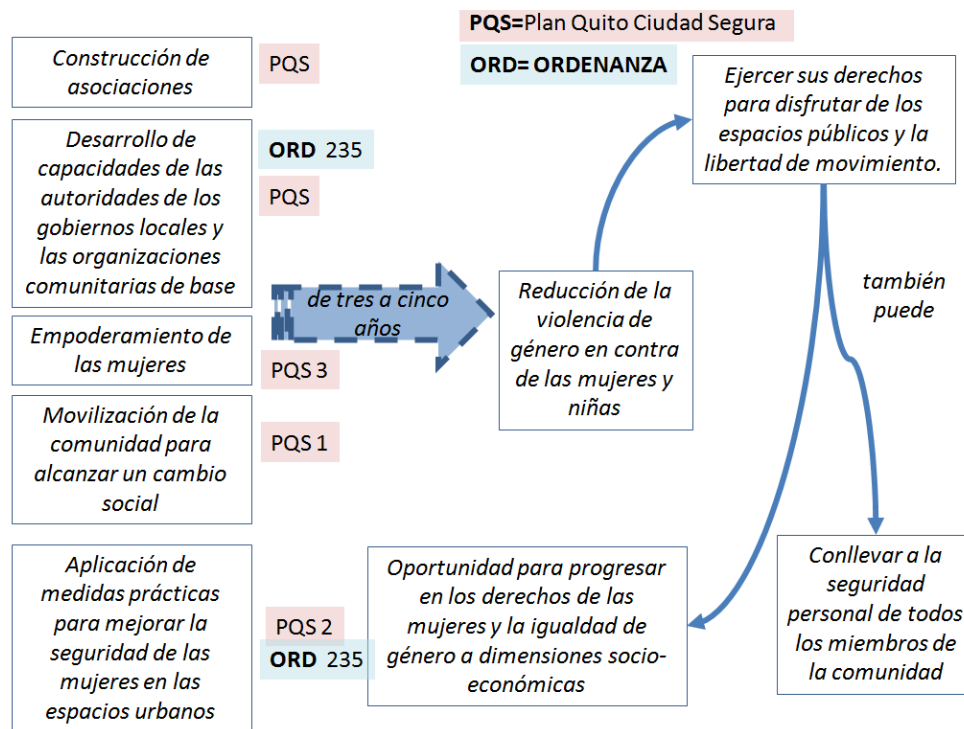 PQS=Plan Quito Ciudad Segura
ORD= ORDENANZA
Construcción de
asociaciones
PQS
Desarrollo de
capacidades de las
autoridades de los
gobiernos locales y
las organizaciones
comunitarias de base
ORD 235
PQS
Empoderamiento de
las mujeres
PQS 3
Movilización de la
comunidad para
alcanzar un cambio
social
PQS 1
Aplicación de
medidas prácticas
para mejorar la
seguridad de las
mujeres en las
espacios urbanos
PQS 2
ORD 235
de tres a cinco
años
Reducción de la
violencia de
género en contra
de las mujeres y
niñas
Ejercer sus derechos
para disfrutar de los
espacios públicos y la
libertad de movimiento.
también
puede
Oportunidad para progresar
en los derechos de las
mujeres y la igualdad de
género a dimensiones socio-
económicas
Conllevar a la
seguridad
personal de todos
los miembros de
la comunidad